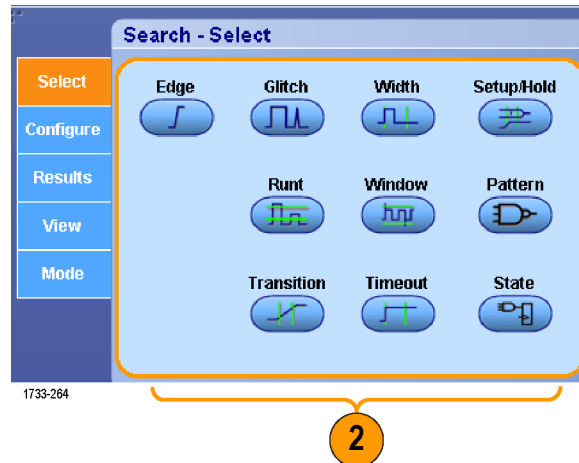 Search - Select
Select
Configure
Results
View
Mode
Edge Glitch Width Setup/Hold
Runt Window Pattern
Transition Timeout State
1733-264
2